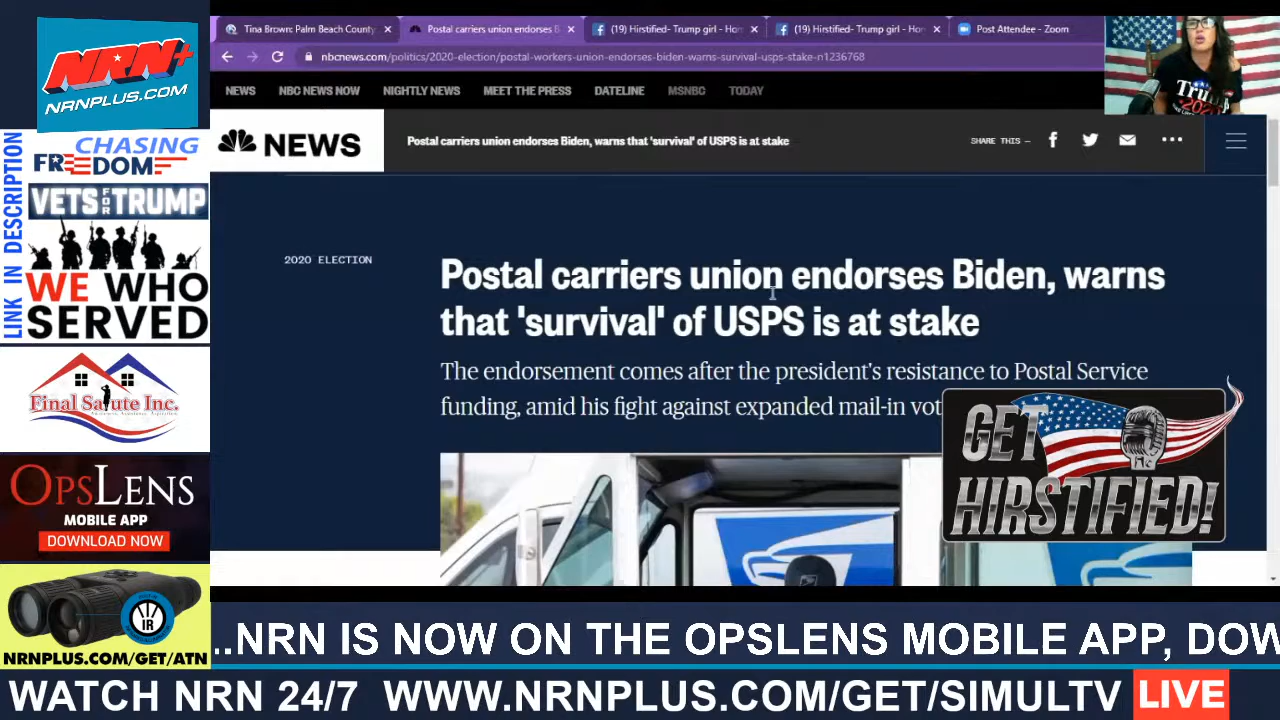 NRN+
NRNPLUS.COM
LINK IN DESCRIPTION
CHASING
FREEDOM
VETS FOR TRUMP
WE WHO
SERVED
Final Salute Inc.
OPSLENS
MOBILE APP
DOWNLOAD NOW
IR
NRNPLUS.COM/GET/ATN
Tina Brown: Palm Beach County
Postal carriers union endorses B
(19) Hirstified- Trump girl - Hon
(19) Hirstified- Trump girl - Hon
Post Attendee - Zoom
nbcnews.com/politics/2020-election/postal-workers-union-endorses-biden-warns-survival-usps-stake-n1236768
NEWS NBC NEWS NOW NIGHTLY NEWS MEET THE PRESS DATELINE MSNBC TODAY
NEWS
Postal carriers union endorses Biden, warns that 'survival' of USPS is at stake
SHARE THIS —
2020 ELECTION
Postal carriers union endorses Biden, warns
that 'survival' of USPS is at stake
The endorsement comes after the president's resistance to Postal Service
funding, amid his fight against expanded mail-in vot
Trump
2020
GET
HIRSTIFIED!
...NRN IS NOW ON THE OPSLENS MOBILE APP, DOW
WATCH NRN 24/7 WWW.NRNPLUS.COM/GET/SIMULTV LIVE